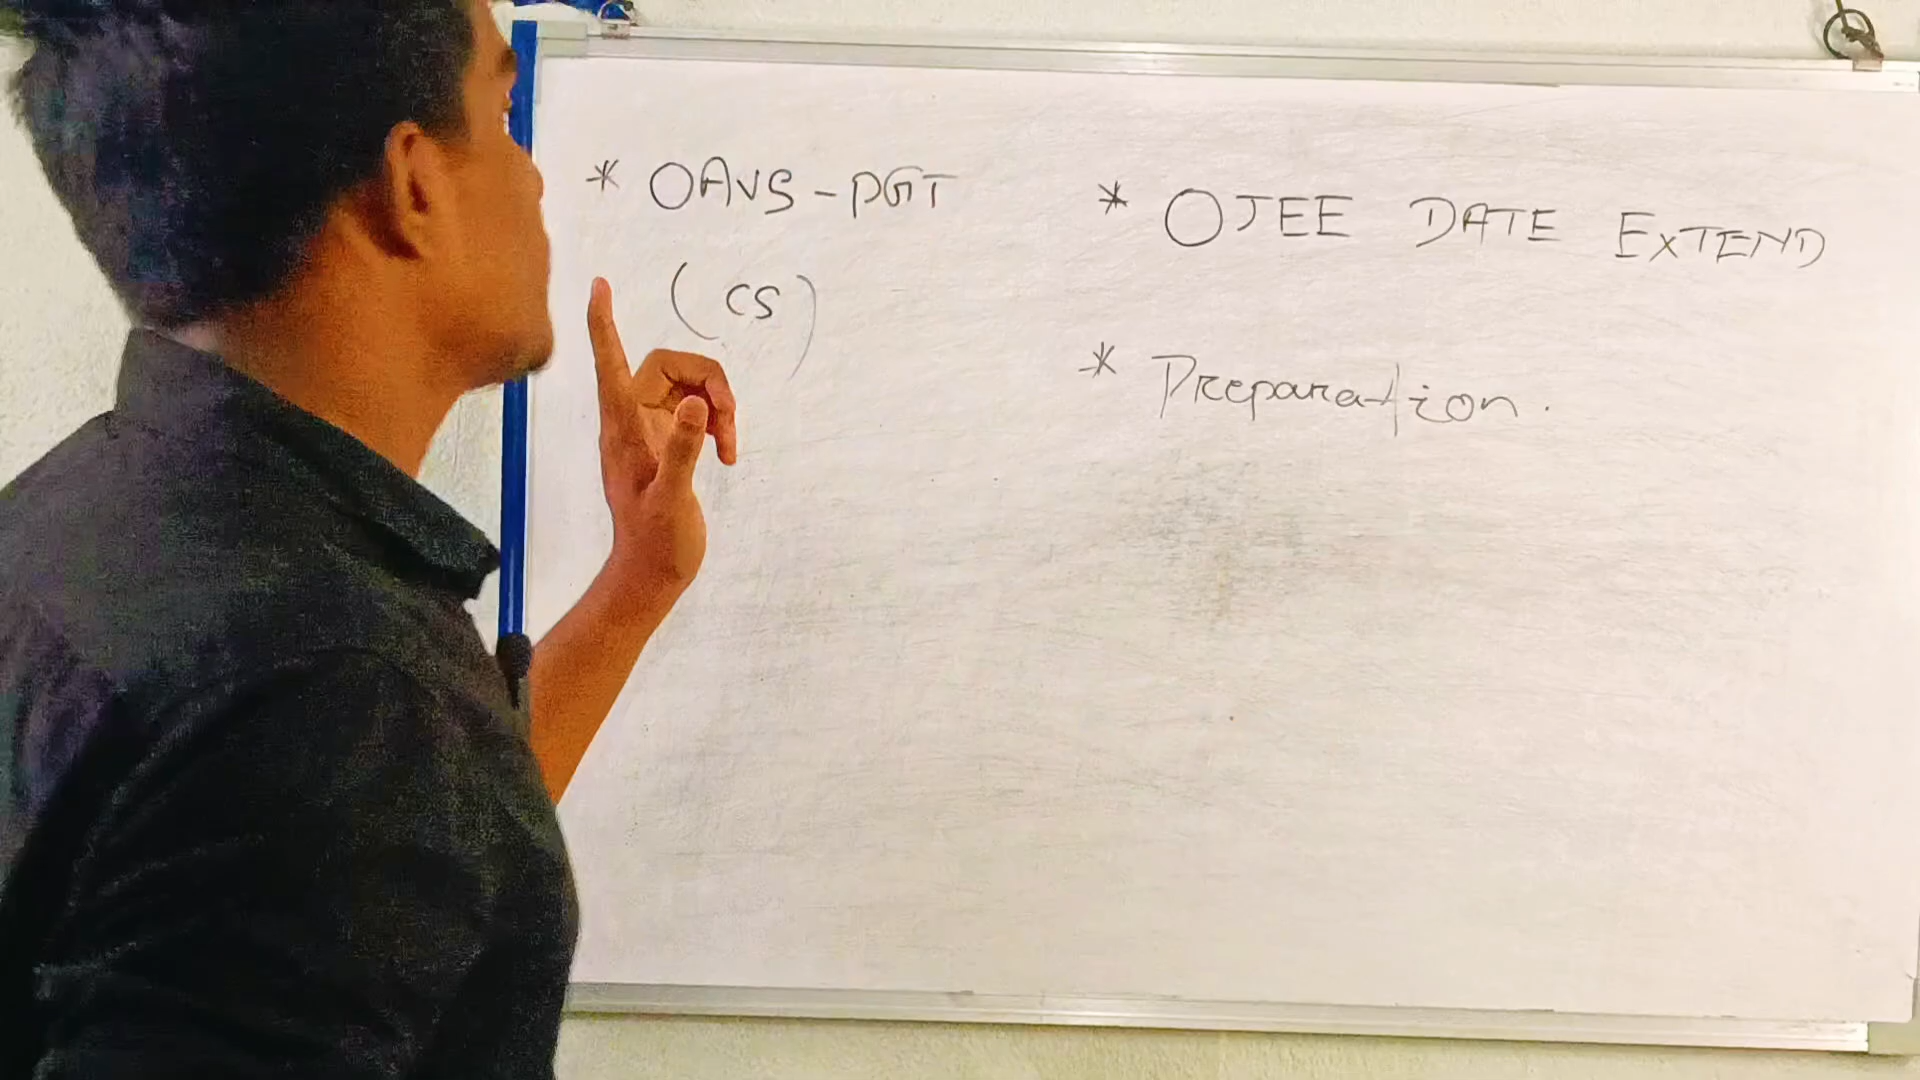 * OAVS - PGT
(CS)
* OJEE DATE EXTEND
* Preparation.